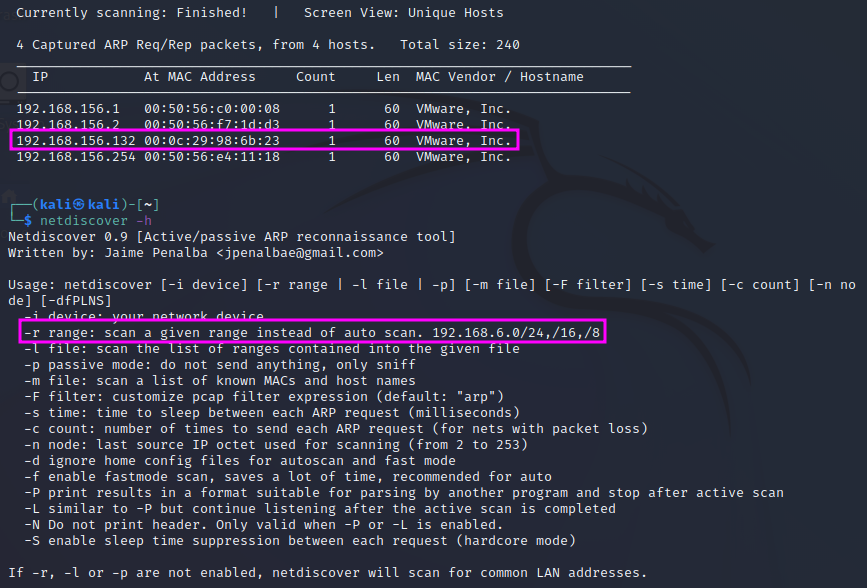 Currently scanning: Finished!   |   Screen View: Unique Hosts
4 Captured ARP Req/Rep packets, from 4 hosts.   Total size: 240
IP            At MAC Address     Count     Len  MAC Vendor / Hostname
192.168.156.1   00:50:56:c0:00:08      1      60  VMware, Inc.
192.168.156.2   00:50:56:f7:1d:d3      1      60  VMware, Inc.
192.168.156.132 00:0c:29:98:6b:23      1      60  VMware, Inc.
192.168.156.254 00:50:56:e4:11:18      1      60  VMware, Inc.
┌──(kali㉿kali)-[~]
└─$ netdiscover -h
Netdiscover 0.9 [Active/passive ARP reconnaissance tool]
Written by: Jaime Penalba <jpenalbae@gmail.com>
Usage: netdiscover [-i device] [-r range | -l file | -p] [-m file] [-F filter] [-s time] [-c count] [-n no
de] [-dfPLNS]
-i device: your network device
-r range: scan a given range instead of auto scan. 192.168.6.0/24,/16,/8
-l file: scan the list of ranges contained into the given file
-p passive mode: do not send anything, only sniff
-m file: scan a list of known MACs and host names
-F filter: customize pcap filter expression (default: "arp")
-s time: time to sleep between each ARP request (milliseconds)
-c count: number of times to send each ARP request (for nets with packet loss)
-n node: last source IP octet used for scanning (from 2 to 253)
-d ignore home config files for autoscan and fast mode
-f enable fastmode scan, saves a lot of time, recommended for auto
-P print results in a format suitable for parsing by another program and stop after active scan
-L similar to -P but continue listening after the active scan is completed
-N Do not print header. Only valid when -P or -L is enabled.
-S enable sleep time suppression between each request (hardcore mode)
If -r, -l or -p are not enabled, netdiscover will scan for common LAN addresses.